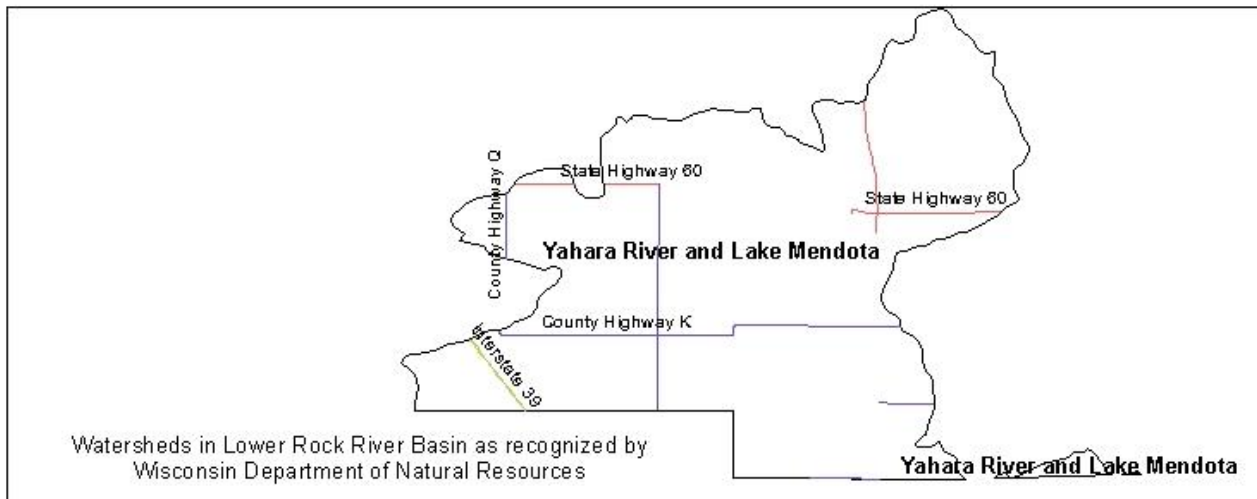 County Highway Q
State Highway 60
State Highway 60
Yahara River and Lake Mendota
County Highway K
Interstate 39
Watersheds in Lower Rock River Basin as recognized by
Wisconsin Department of Natural Resources
Yahara River and Lake Mendota